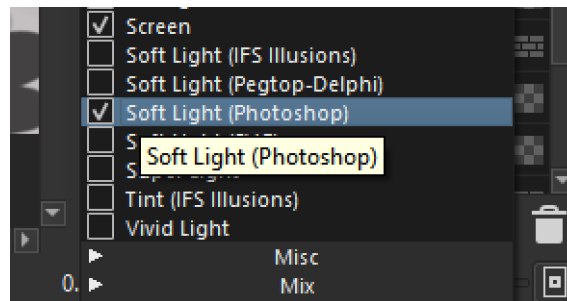 Screen
Soft Light (IFS Illusions)
Soft Light (Pegtop-Delphi)
Soft Light (Photoshop)
Soft Light (Photoshop)
Tint (IFS Illusions)
Vivid Light
Misc
0.
Mix